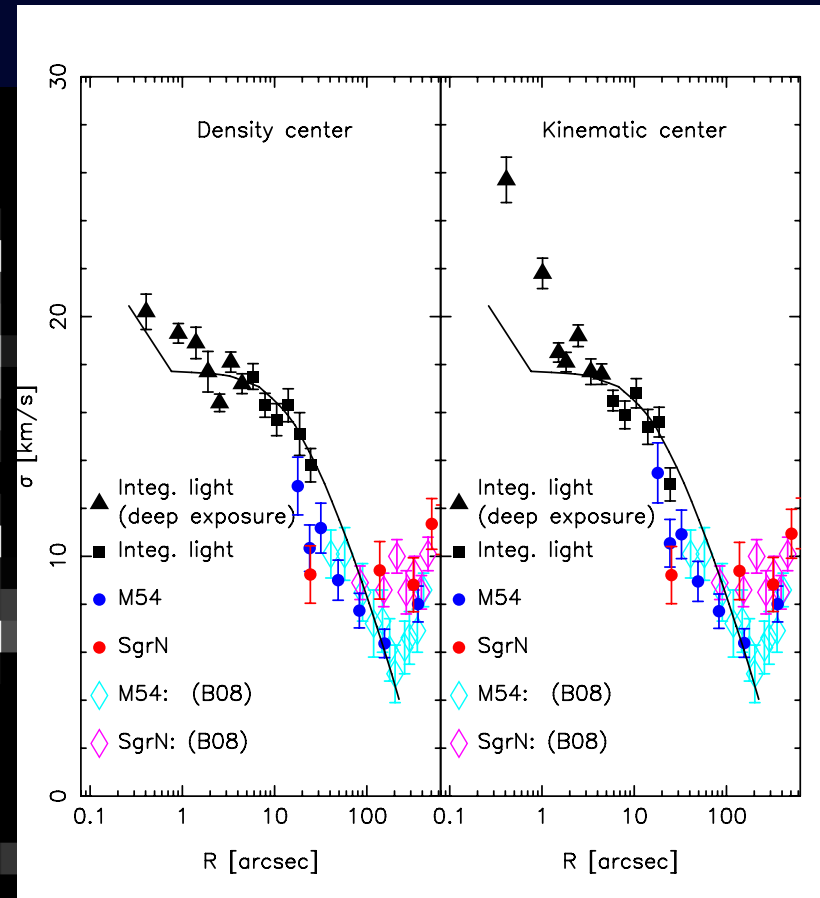 Density center
Kinematic center
30
20
10
0
σ [km/s]
Integ. light
(deep exposure)
Integ. light
M54
SgrN
M54: (B08)
SgrN: (B08)
Integ. light
(deep exposure)
Integ. light
M54
SgrN
M54: (B08)
SgrN: (B08)
0.1 1 10 100 0.1 1 10 100
R [arcsec]
R [arcsec]